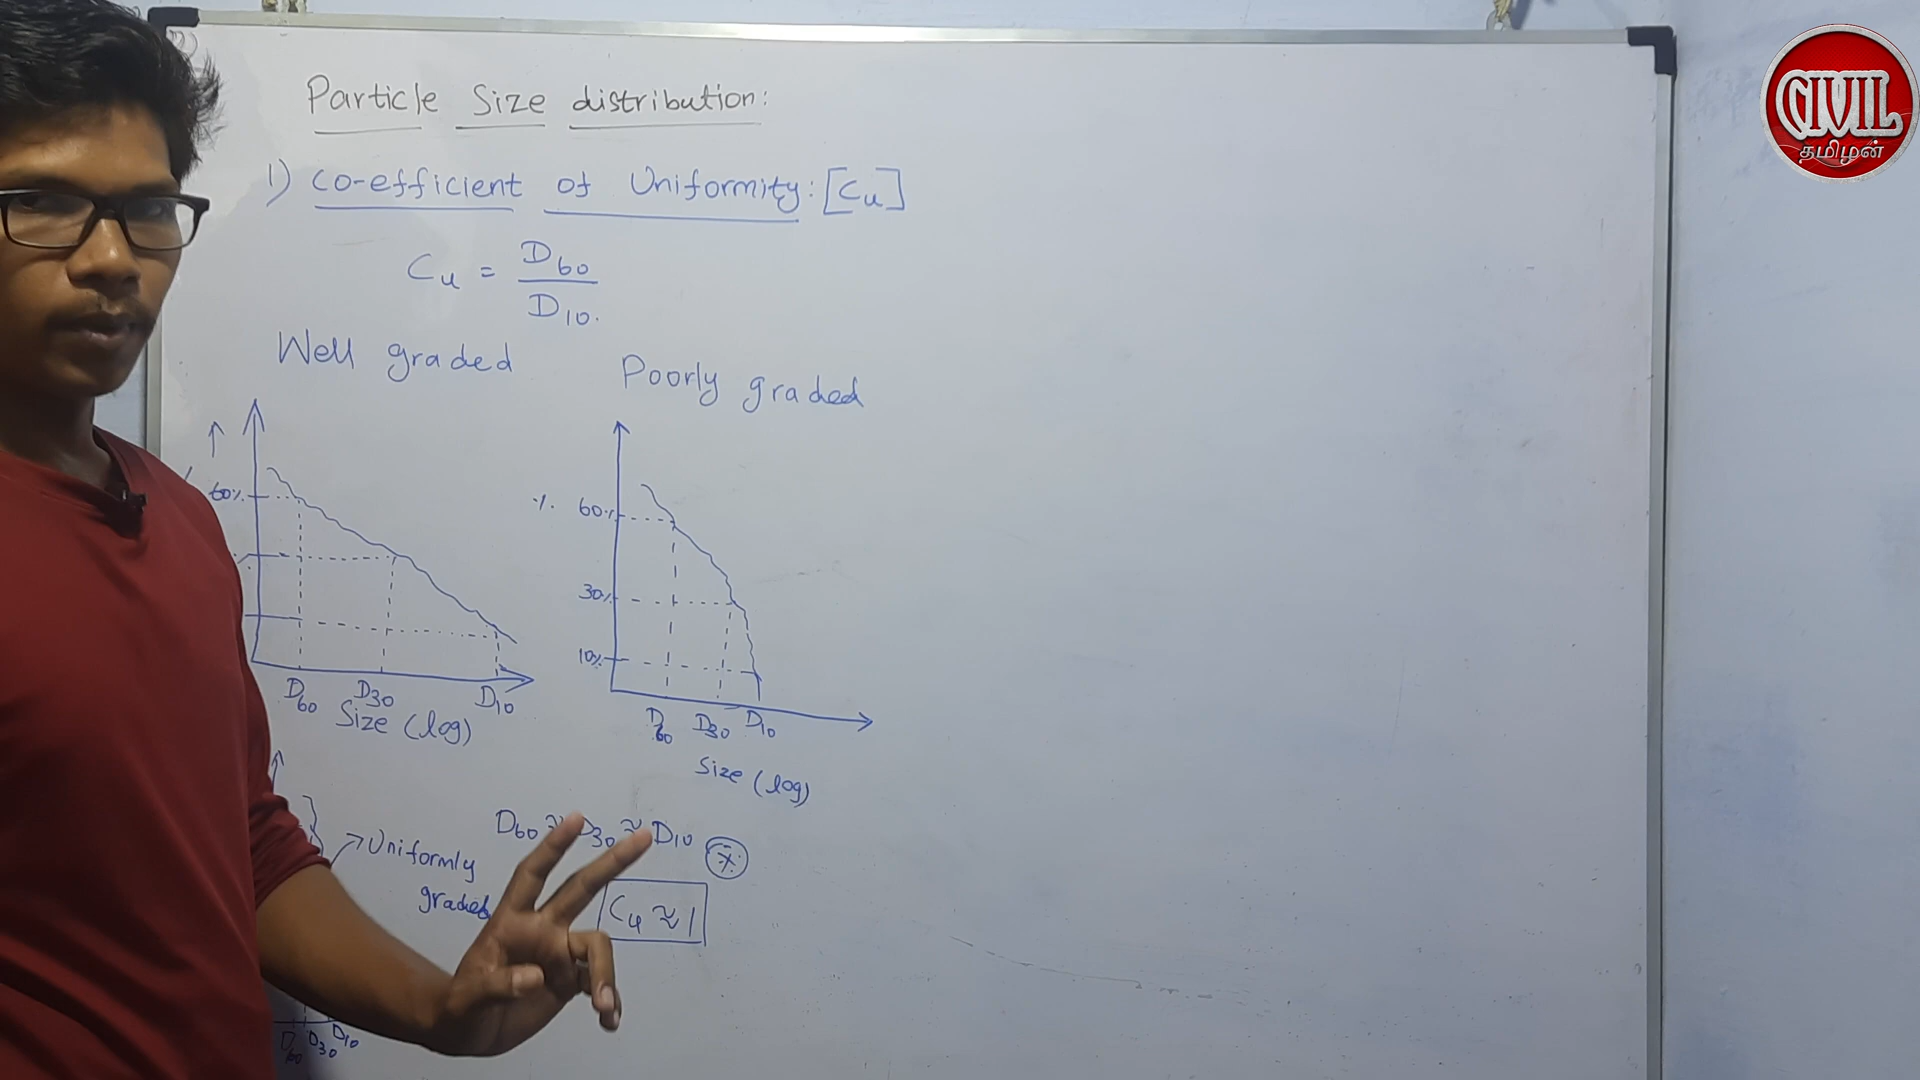 Particle Size distribution:
1) Co-efficient of Uniformity: [Cu]
Cu = D60 / D10.
Well graded
Poorly graded
60%
D60 D30 D10
Size (log)
%
60%
30%
10%
D60 D30 D10
Size (log)
D60 ≈ D30 ≈ D10
Uniformly
graded
Cu ≈ 1
D60 D30 D10
CIVIL
தமிழன்